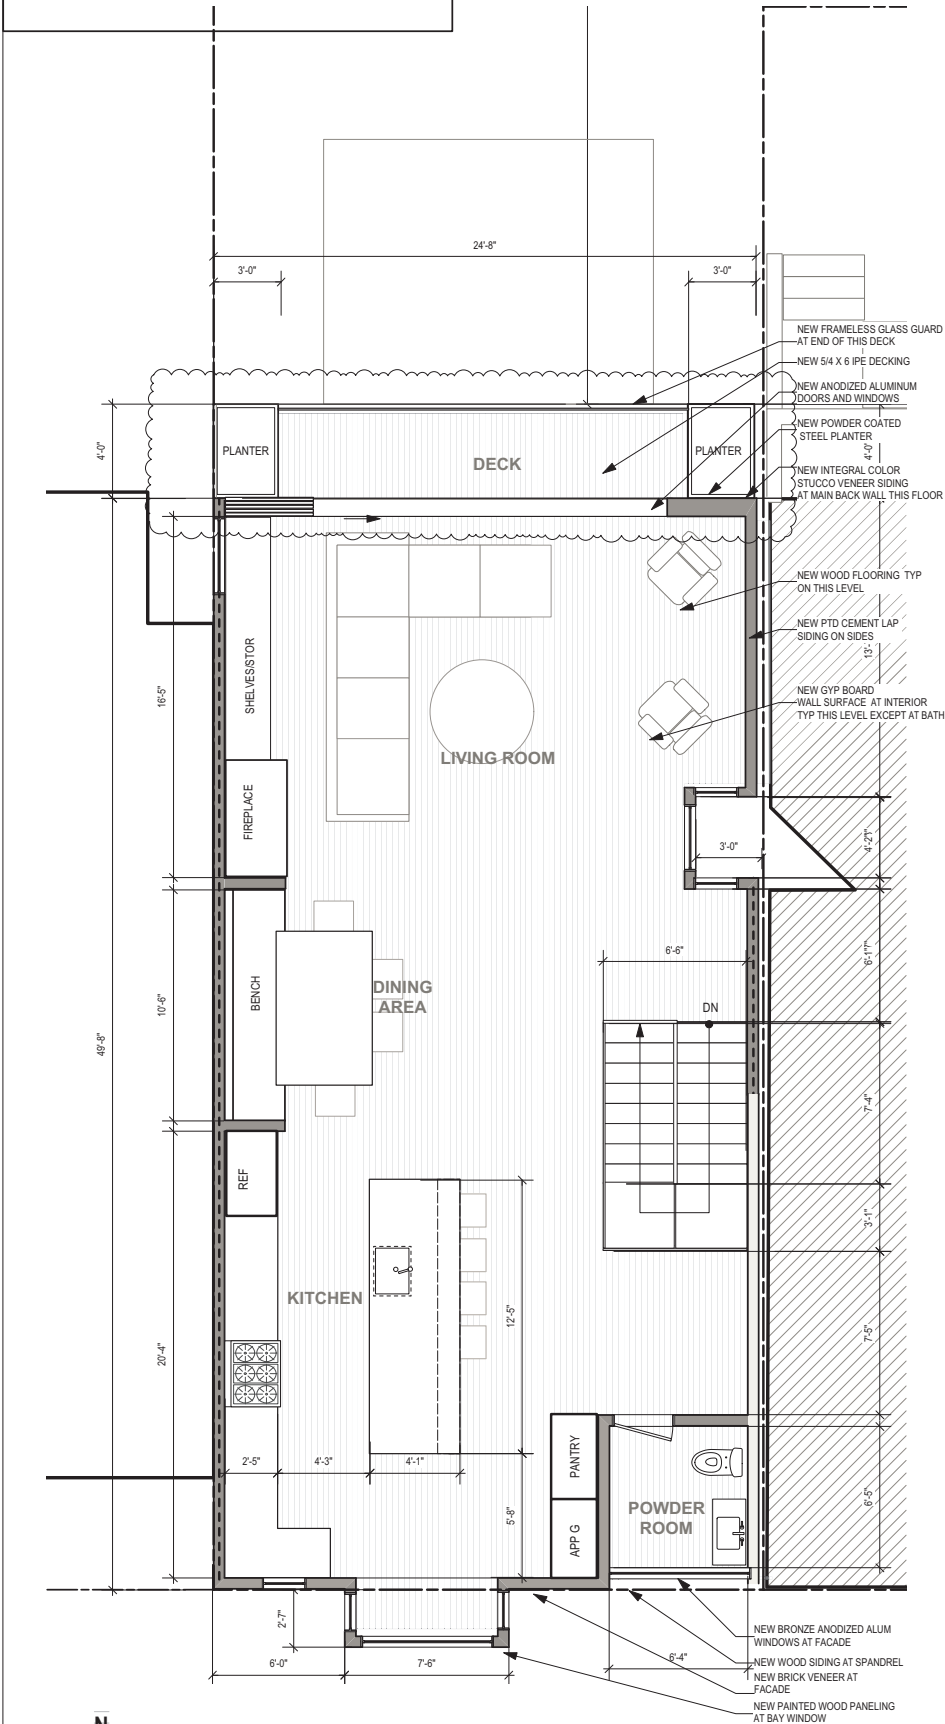 24'-8"
3'-0"
3'-0"
NEW FRAMELESS GLASS GUARD
AT END OF THIS DECK
NEW 5/4 X 6 IPE DECKING
NEW ANODIZED ALUMINUM
DOORS AND WINDOWS
NEW POWDER COATED
STEEL PLANTER
NEW INTEGRAL COLOR
STUCCO VENEER SIDING
AT MAIN BACK WALL THIS FLOOR
4'-0"
4'-0"
PLANTER
DECK
PLANTER
NEW WOOD FLOORING TYP
ON THIS LEVEL
NEW PTD CEMENT LAP
SIDING ON SIDES
13'-
NEW GYP BOARD
WALL SURFACE AT INTERIOR
TYP THIS LEVEL EXCEPT AT BATH
16'-5"
SHELVES/STOR
LIVING ROOM
FIREPLACE
3'-0"
6'-6"
DN
BENCH
DINING
AREA
10'-6"
49'-8"
7'-4"
REF
3'-1"
KITCHEN
12'-5"
20'-4"
7'-5"
2'-5"
4'-3"
4'-1"
PANTRY
5'-8"
APP G
POWDER
ROOM
6'-5"
2'-7"
6'-0"
7'-6"
6'-4"
NEW BRONZE ANODIZED ALUM
WINDOWS AT FACADE
NEW WOOD SIDING AT SPANDREL
NEW BRICK VENEER AT
FACADE
NEW PAINTED WOOD PANELING
AT BAY WINDOW
N